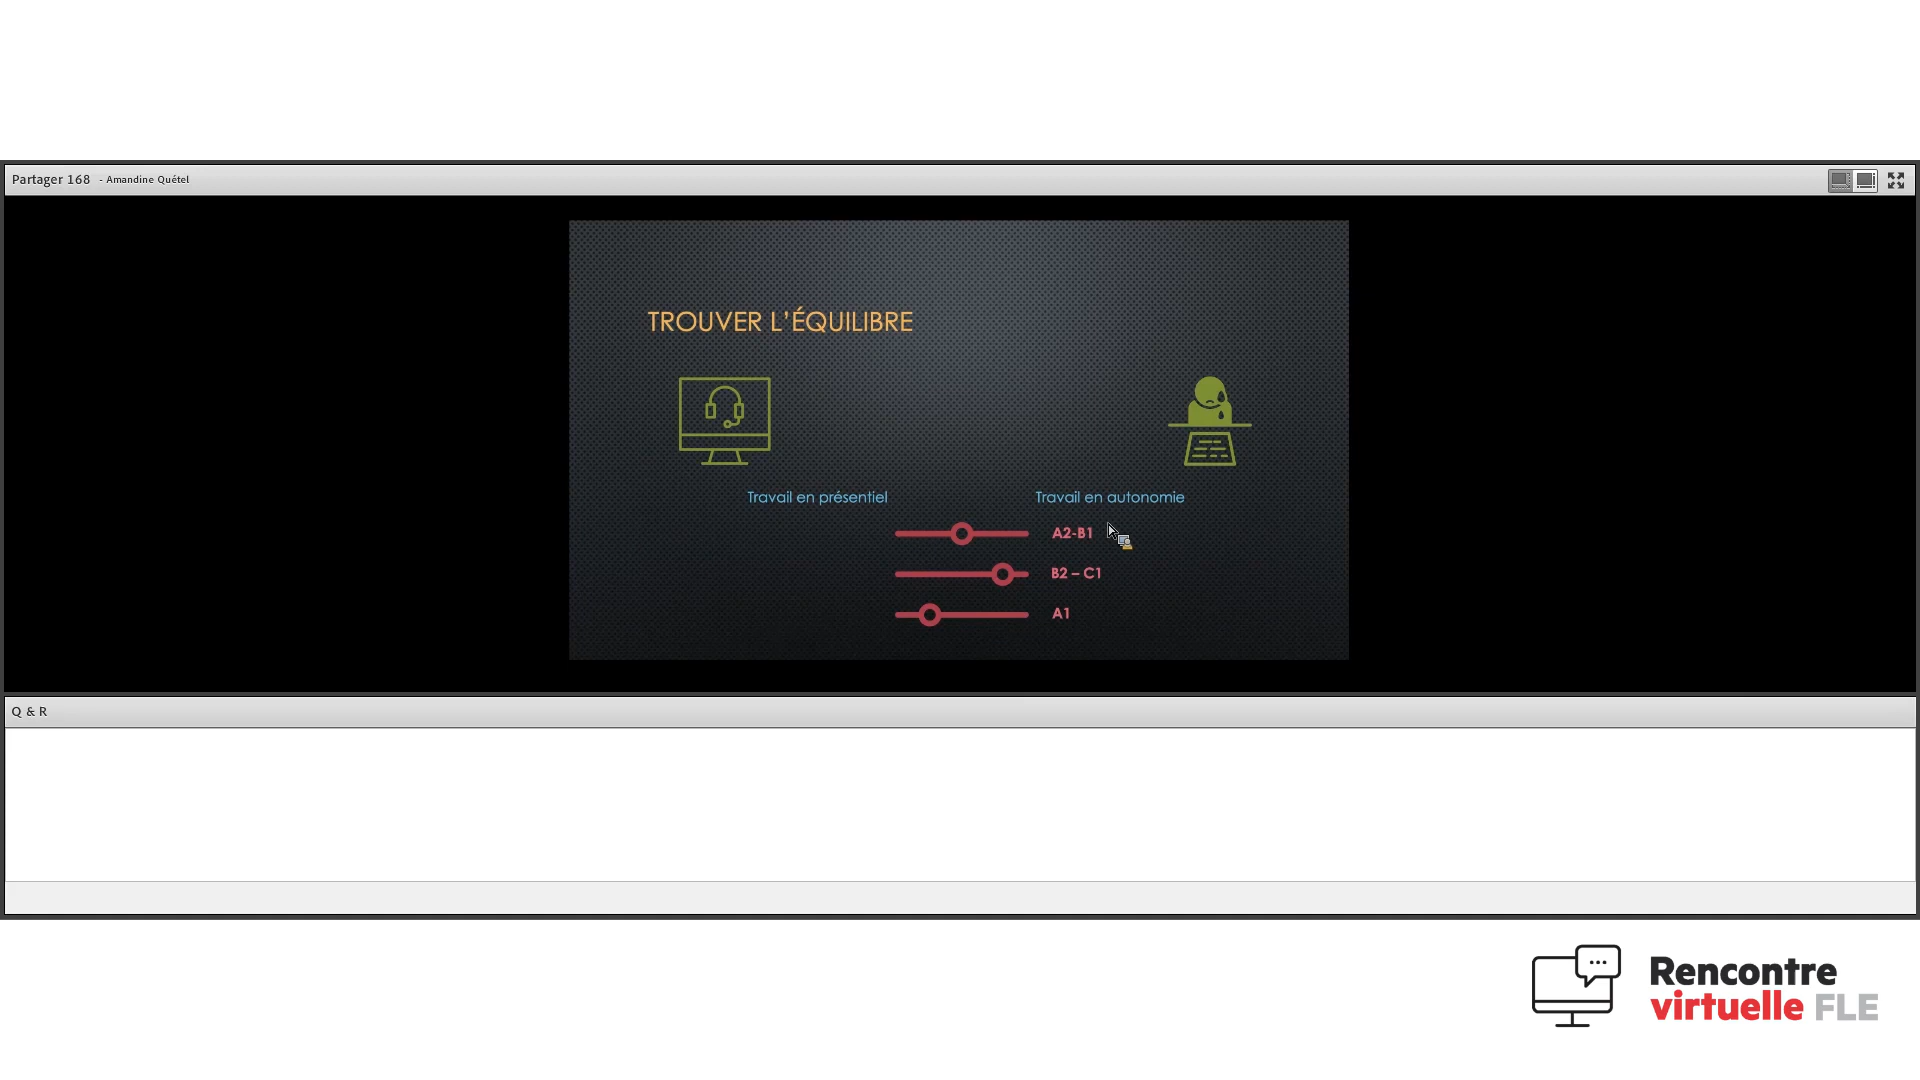 Partager 168 - Amandine Quétel
TROUVER L'ÉQUILIBRE
Travail en présentiel
Travail en autonomie
A2-B1
B2 – C1
A1
Q & R
Rencontre
virtuelle FLE